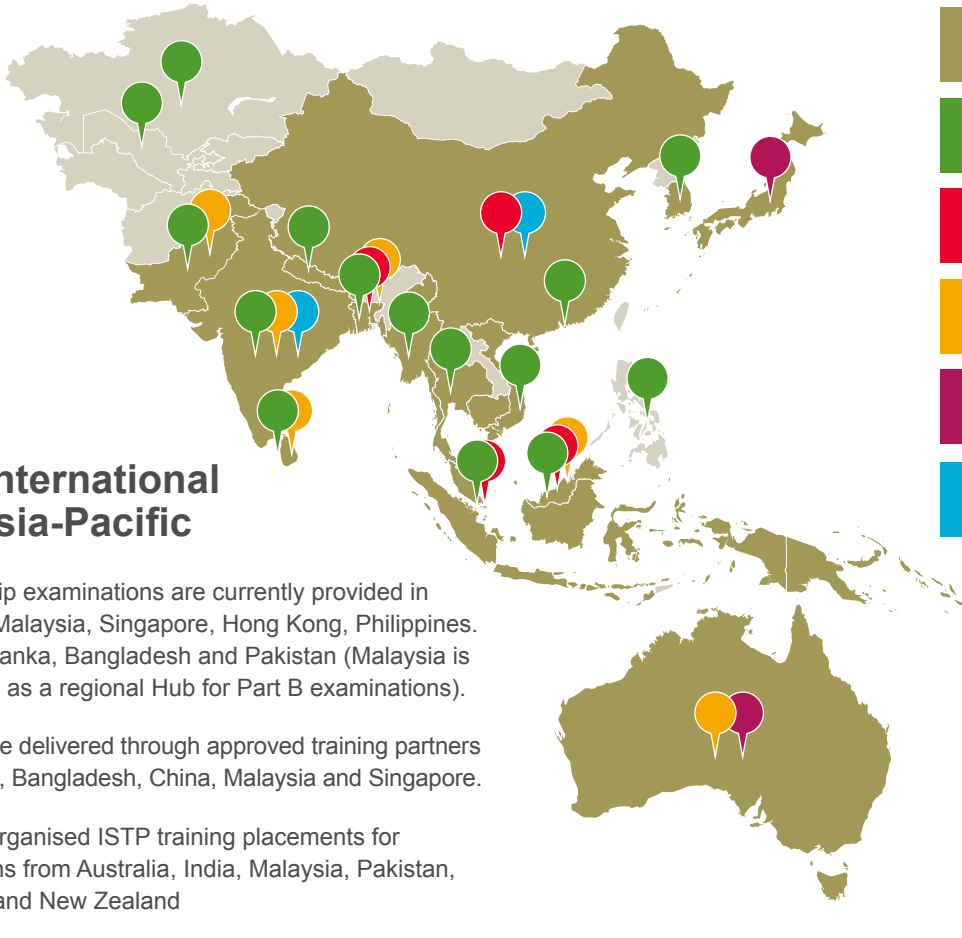 nternational
sia-Pacific
ip examinations are currently provided in
Malaysia, Singapore, Hong Kong, Philippines.
anka, Bangladesh and Pakistan (Malaysia is
as a regional Hub for Part B examinations).
e delivered through approved training partners
, Bangladesh, China, Malaysia and Singapore.
rganised ISTP training placements for
ns from Australia, India, Malaysia, Pakistan,
and New Zealand